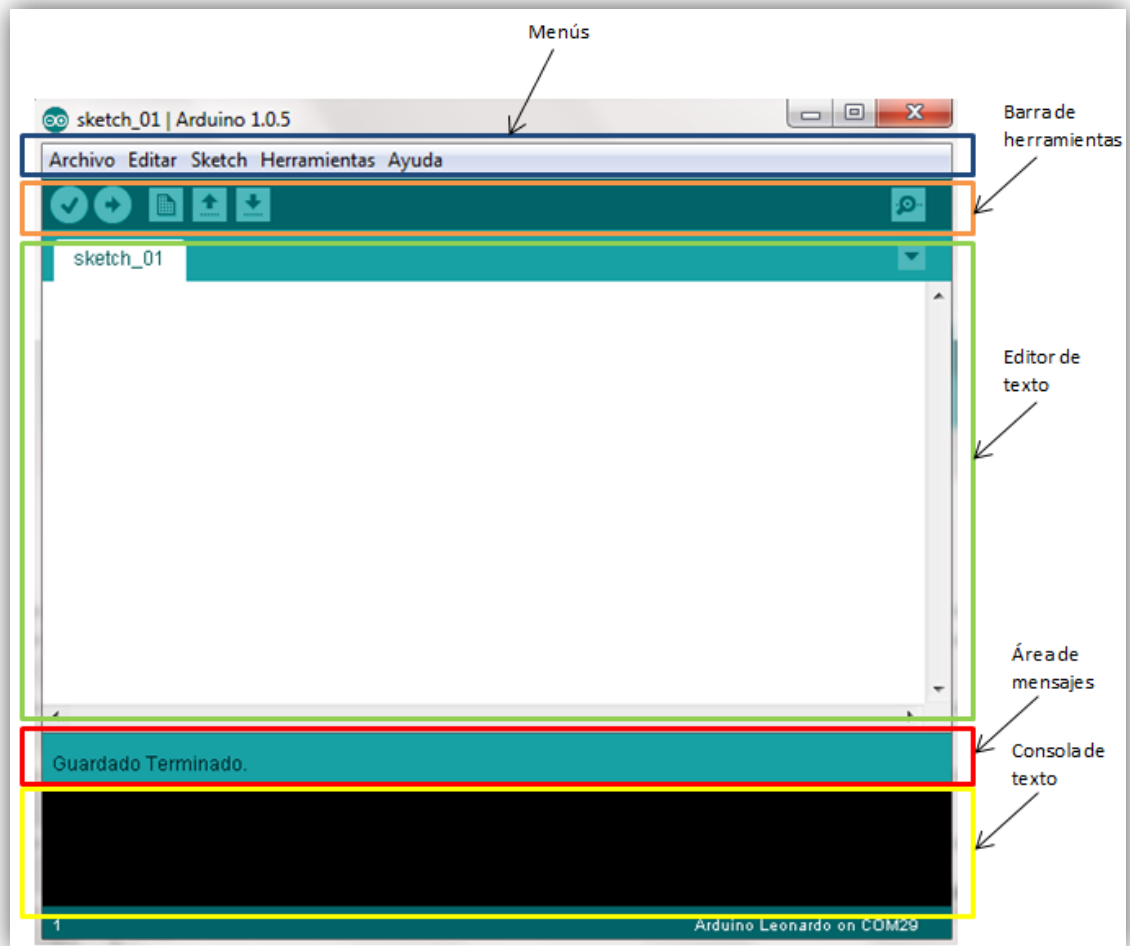 Menús
sketch_01 | Arduino 1.0.5
Barra de
herramientas
Archivo Editar Sketch Herramientas Ayuda
sketch_01
Editor de
texto
Área de
mensajes
Guardado Terminado.
Consola de
texto
1 Arduino Leonardo on COM29